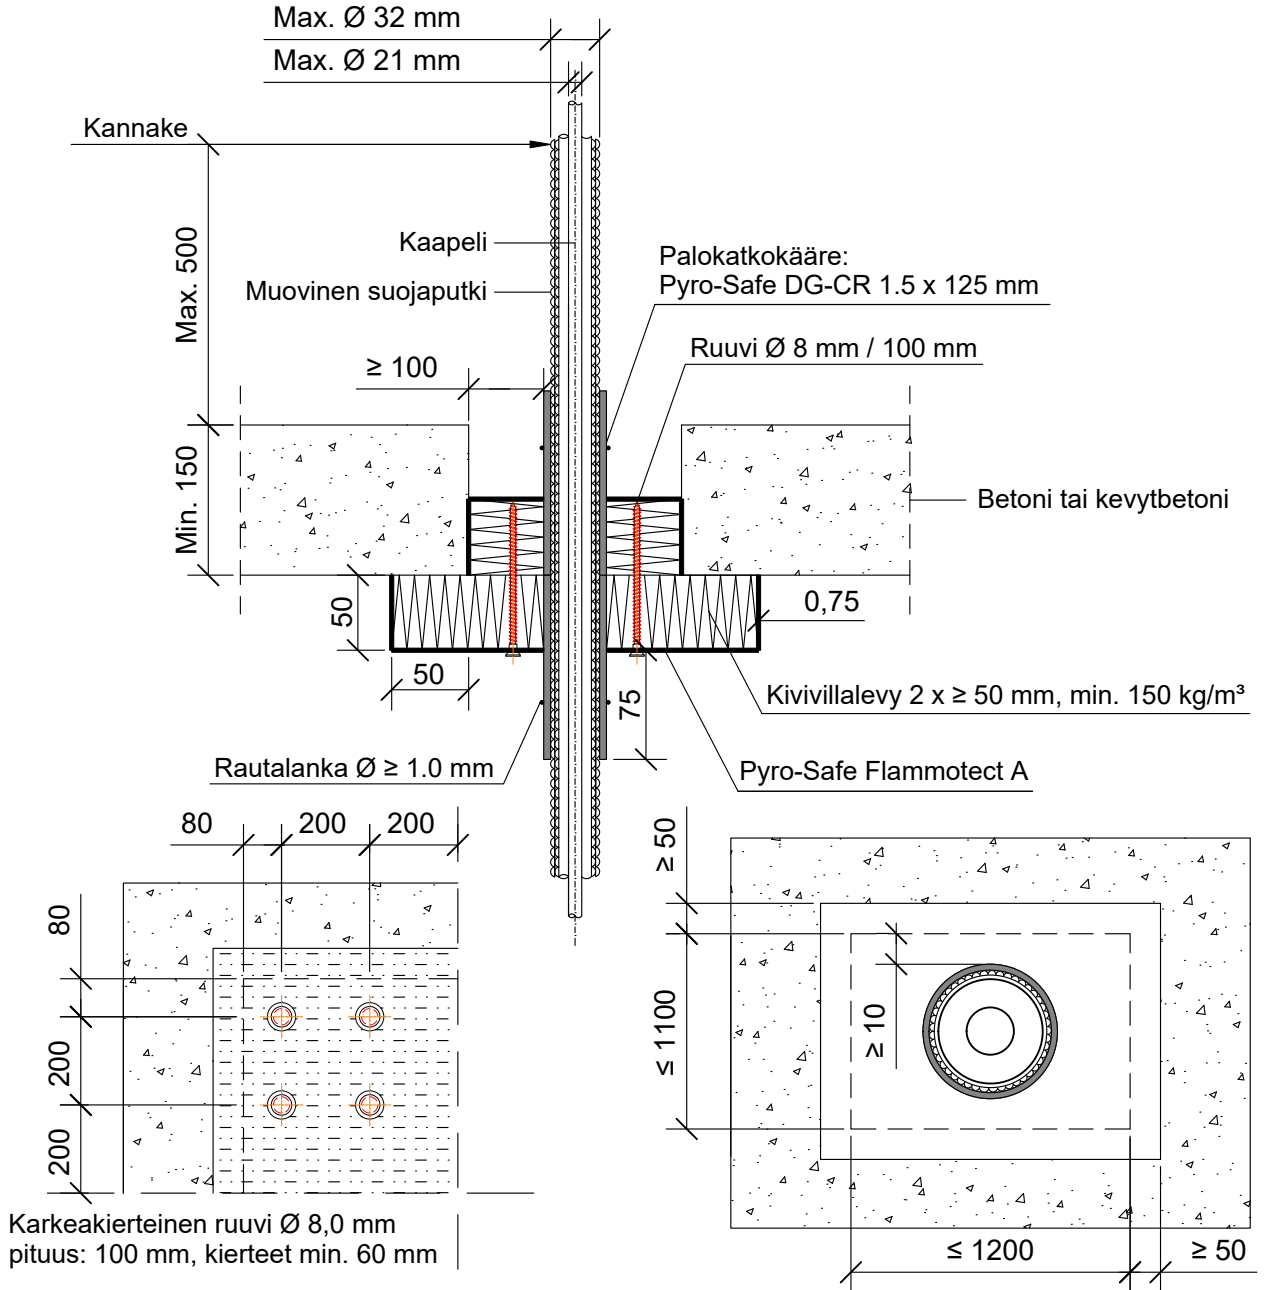 Max. Ø 32 mm
Max. Ø 21 mm
Kannake
Max. 500
Kaapeli
Muovinen suojaputki
Palokatkokääre:
Pyro-Safe DG-CR 1.5 x 125 mm
Ruuvi Ø 8 mm / 100 mm
≥ 100
Min. 150
Betoni tai kevytbetoni
50
0,75
50
75
Kivivillalevy 2 x ≥ 50 mm, min. 150 kg/m³
Rautalanka Ø ≥ 1.0 mm
Pyro-Safe Flammotect A
80
200
200
80
200
200
Karkeakierteinen ruuvi Ø 8,0 mm
pituus: 100 mm, kierteet min. 60 mm
≥ 50
≤ 1100
≥ 10
≤ 1200
≥ 50